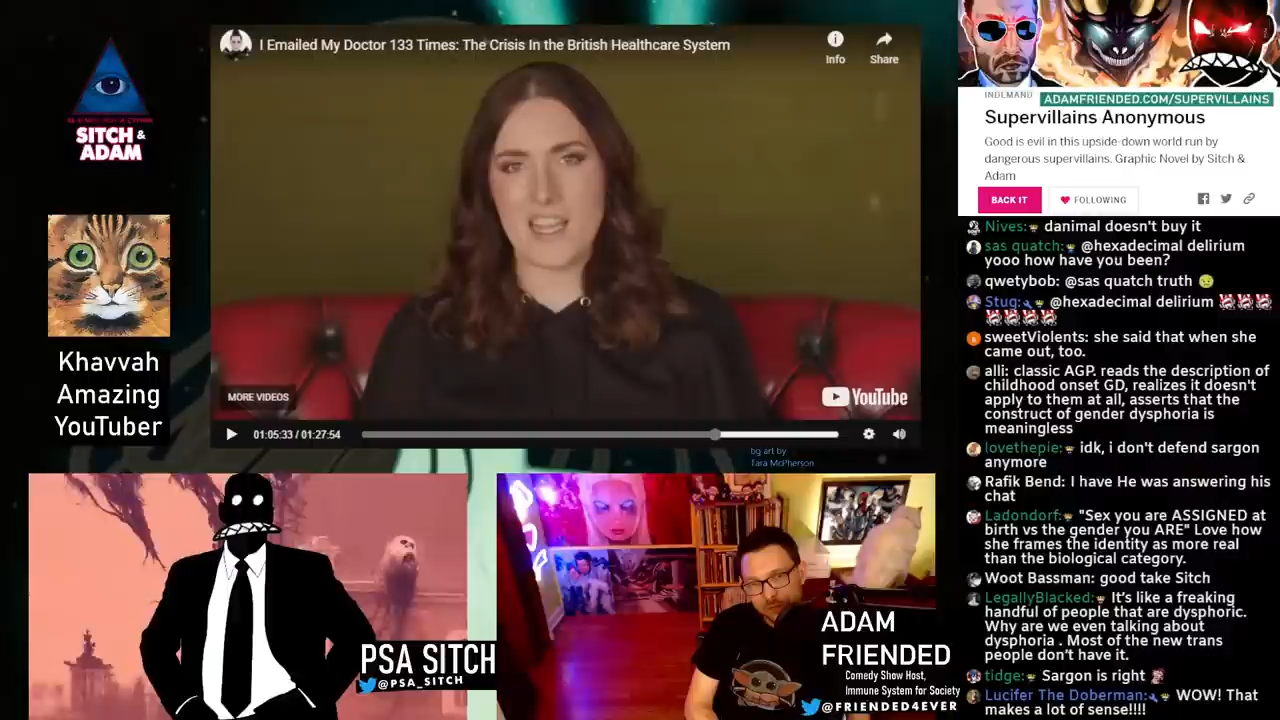 I Emailed My Doctor 133 Times: The Crisis In the British Healthcare System
Info
Share
MORE VIDEOS
YouTube
01:05:33 / 01:27:54
bg art by
Tara McPherson
SITCH &
ADAM
Khavvah
Amazing
YouTuber
PSA SITCH
@PSA_SITCH
ADAM
FRIENDED
Comedy Show Host,
Immune System for Society
@FRIENDED4EVER
INDEMAND
ADAMFRIENDED.COM/SUPERVILLAINS
Supervillains Anonymous
Good is evil in this upside-down world run by
dangerous supervillains. Graphic Novel by Sitch &
Adam
BACK IT
FOLLOWING
Nives: danimal doesn't buy it
sas quatch: @hexadecimal delirium
yooo how have you been?
qwetybob: @sas quatch truth 🤢
Stug: @hexadecimal delirium
sweetViolents: she said that when she
came out, too.
alli: classic AGP. reads the description of
childhood onset GD, realizes it doesn't
apply to them at all, asserts that the
construct of gender dysphoria is
meaningless
lovethepie: idk, i don't defend sargon
anymore
Rafik Bend: I have He was answering his
chat
Ladondorf: "Sex you are ASSIGNED at
birth vs the gender you ARE" Love how
she frames the identity as more real
than the biological category.
Woot Bassman: good take Sitch
LegallyBlacked: It's like a freaking
handful of people that are dysphoric.
Why are we even talking about
dysphoria . Most of the new trans
people don't have it.
tidge: Sargon is right
Lucifer The Doberman: WOW! That
makes a lot of sense!!!!